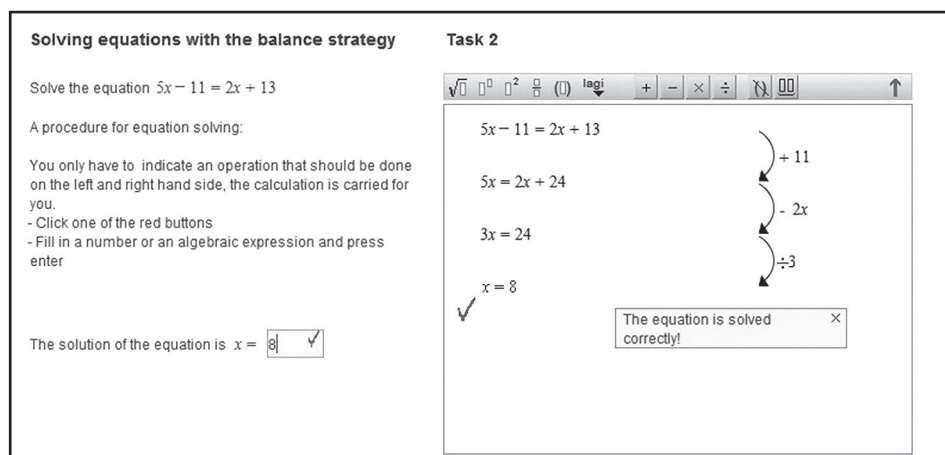 Solving equations with the balance strategy
Solve the equation 5x − 11 = 2x + 13
A procedure for equation solving:
You only have to indicate an operation that should be done
on the left and right hand side, the calculation is carried for
you.
- Click one of the red buttons
- Fill in a number or an algebraic expression and press
enter
The solution of the equation is x = 8
Task 2
√▯ ▯▯ ▯² ▯/▯ (▯) lagi + − × ÷
5x − 11 = 2x + 13
+ 11
5x = 2x + 24
- 2x
3x = 24
÷3
x = 8
The equation is solved ×
correctly!